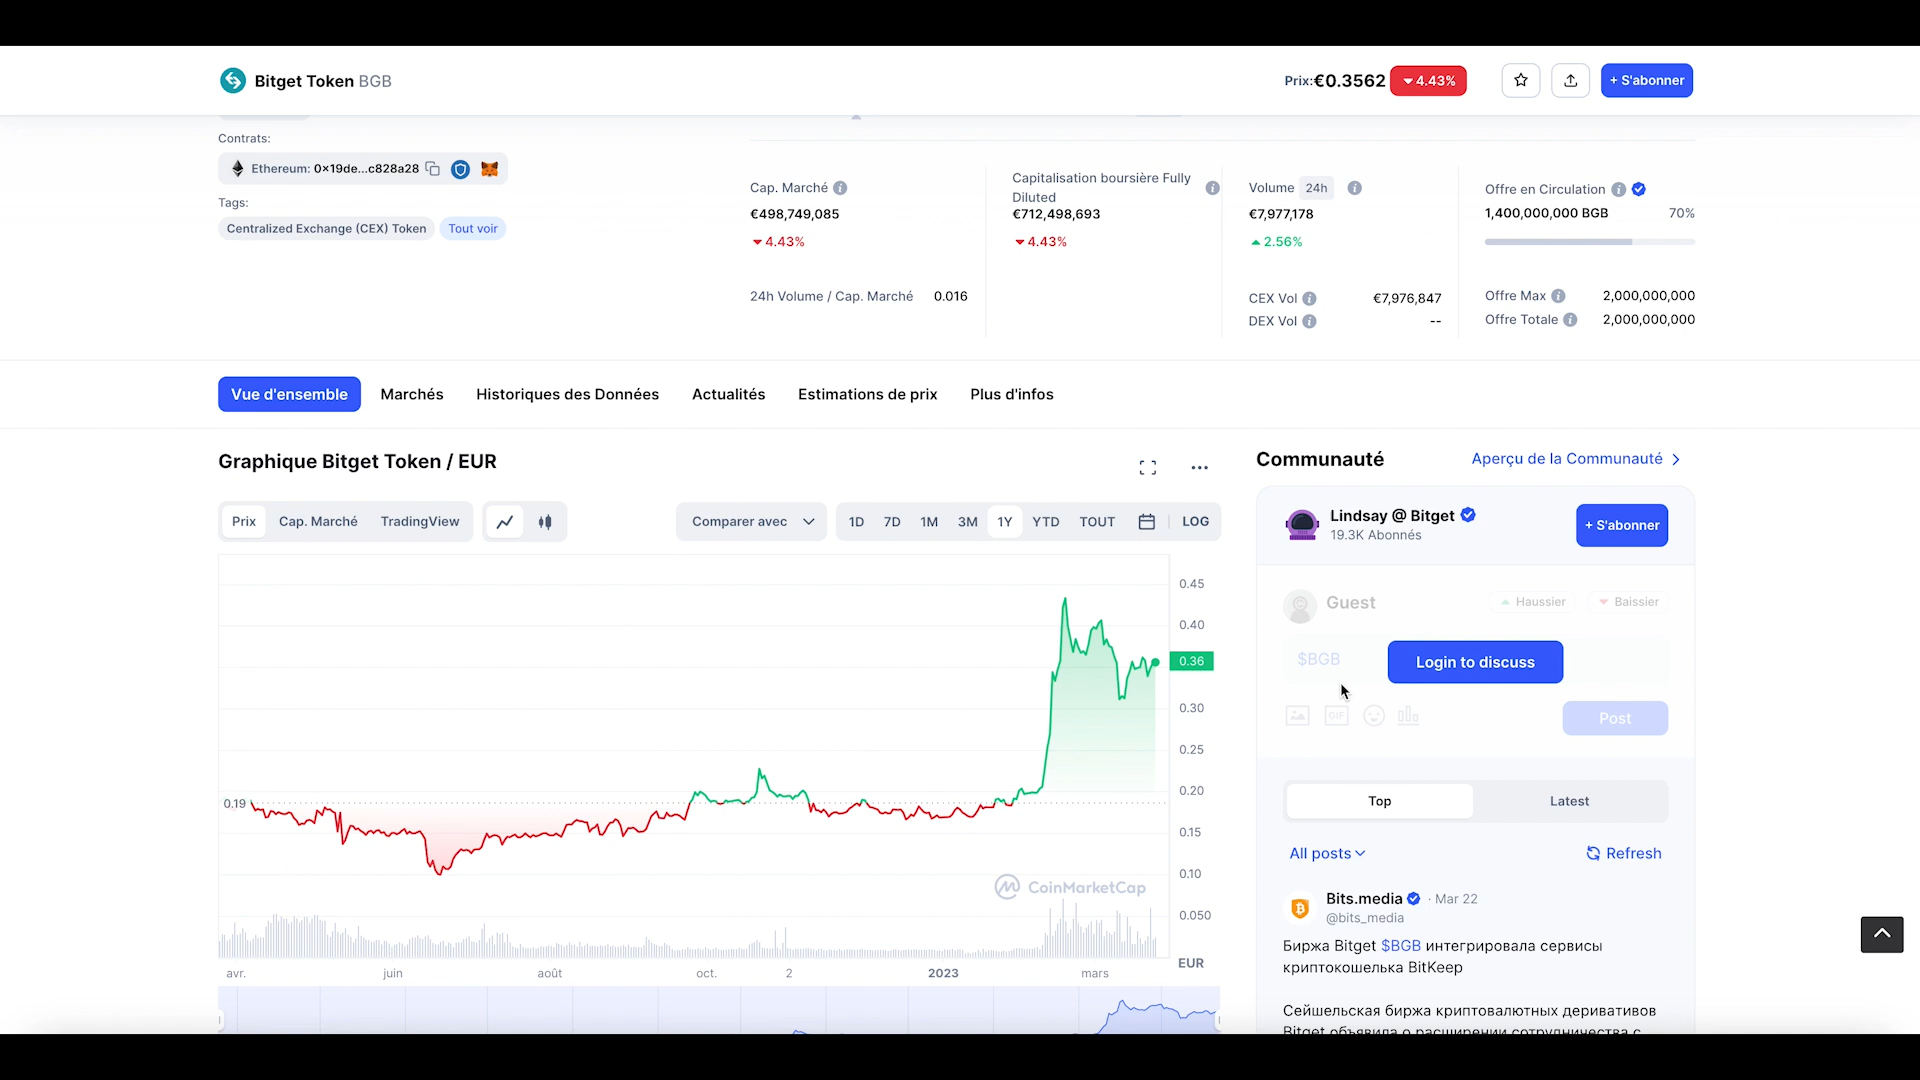 Bitget Token BGB
Prix:€0.3562 4.43%
+ S'abonner
Contrats:
Ethereum: 0x19de...c828a28
Tags:
Centralized Exchange (CEX) Token Tout voir
Cap. Marché
€498,749,085
4.43%
24h Volume / Cap. Marché 0.016
Capitalisation boursière Fully
Diluted
€712,498,693
4.43%
Volume 24h
€7,977,178
2.56%
CEX Vol €7,976,847
DEX Vol --
Offre en Circulation
1,400,000,000 BGB 70%
Offre Max 2,000,000,000
Offre Totale 2,000,000,000
Vue d'ensemble Marchés Historiques des Données Actualités Estimations de prix Plus d'infos
Graphique Bitget Token / EUR
Prix Cap. Marché TradingView
Comparer avec
1D 7D 1M 3M 1Y YTD TOUT LOG
0.45
0.40
0.36
0.30
0.25
0.20
0.19
0.15
0.10
0.050
CoinMarketCap
EUR
avr. juin août oct. 2 2023 mars
Communauté
Aperçu de la Communauté
Lindsay @ Bitget
19.3K Abonnés
+ S'abonner
Guest
Haussier Baissier
$BGB
Login to discuss
GIF
Post
Top Latest
All posts Refresh
Bits.media · Mar 22
@bits_media
Биржа Bitget $BGB интегрировала сервисы
криптокошелька BitKeep
Сейшельская биржа криптовалютных деривативов
Bitget объявила о расширении сотрудничества с